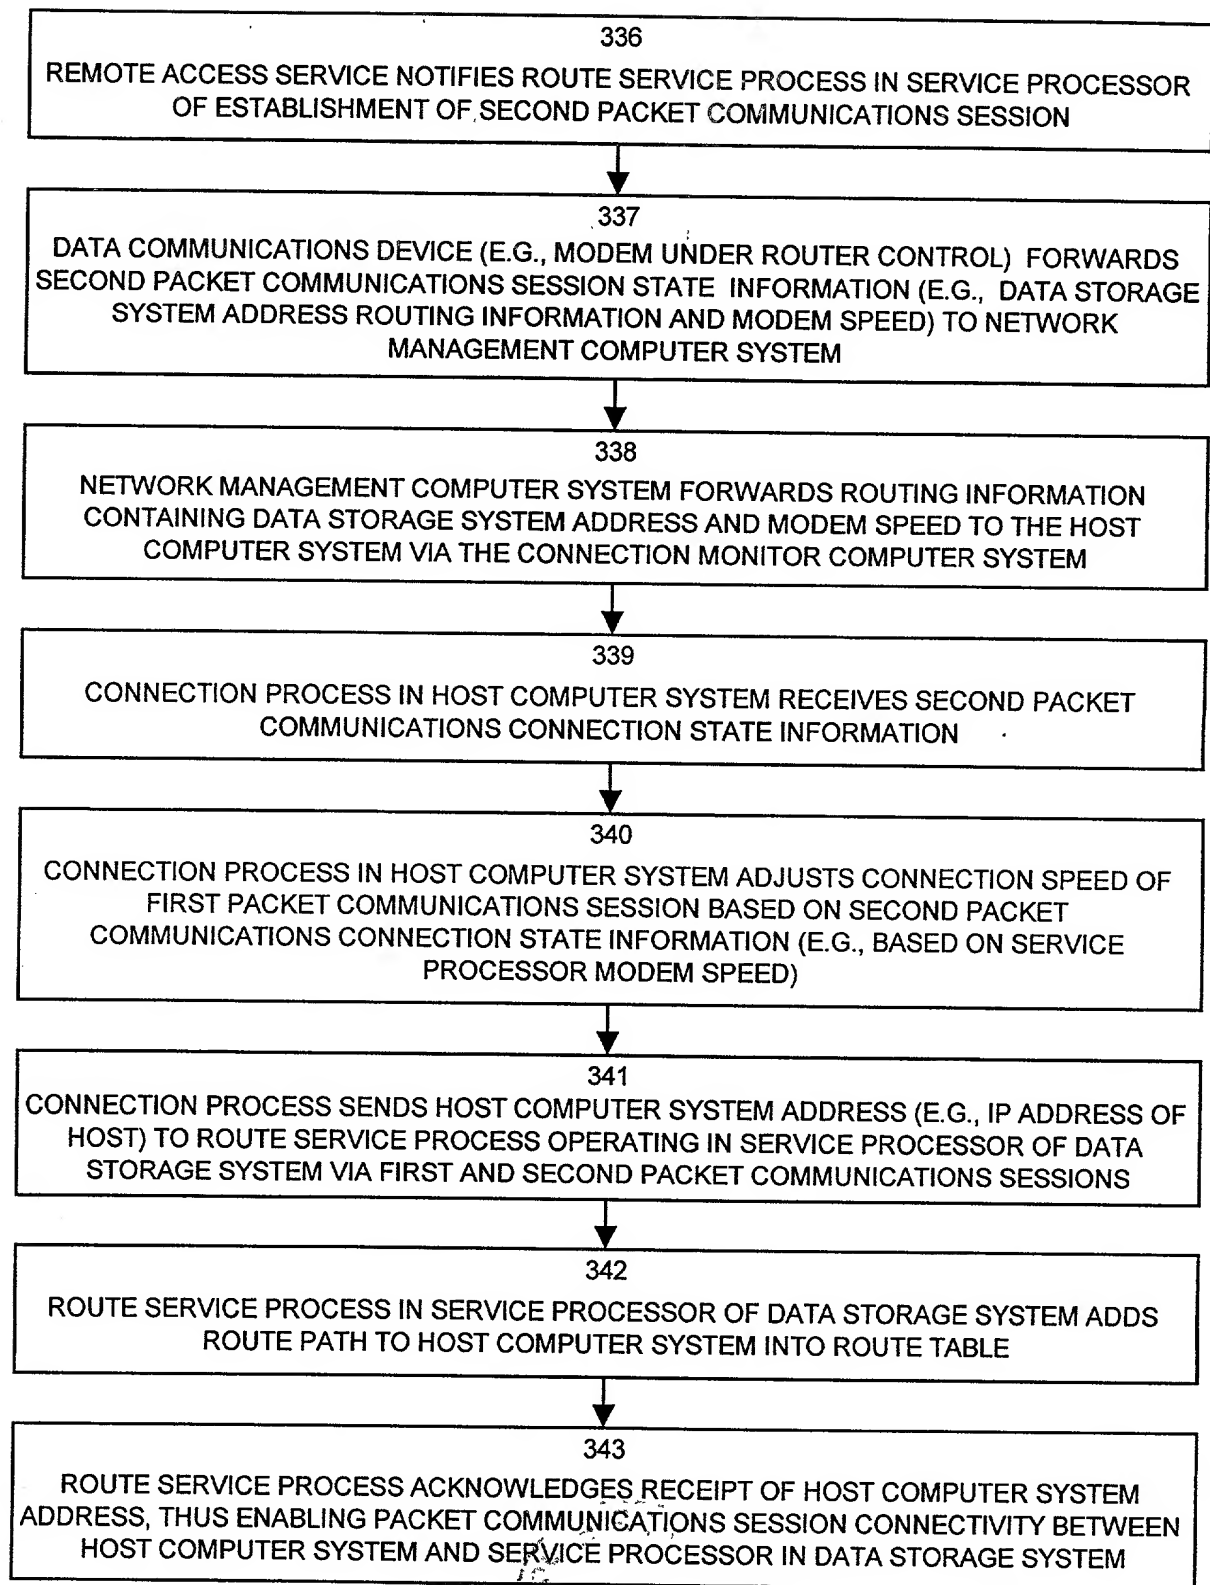 336
REMOTE ACCESS SERVICE NOTIFIES ROUTE SERVICE PROCESS IN SERVICE PROCESSOR
OF ESTABLISHMENT OF SECOND PACKET COMMUNICATIONS SESSION
337
DATA COMMUNICATIONS DEVICE (E.G., MODEM UNDER ROUTER CONTROL) FORWARDS
SECOND PACKET COMMUNICATIONS SESSION STATE INFORMATION (E.G., DATA STORAGE
SYSTEM ADDRESS ROUTING INFORMATION AND MODEM SPEED) TO NETWORK
MANAGEMENT COMPUTER SYSTEM
338
NETWORK MANAGEMENT COMPUTER SYSTEM FORWARDS ROUTING INFORMATION
CONTAINING DATA STORAGE SYSTEM ADDRESS AND MODEM SPEED TO THE HOST
COMPUTER SYSTEM VIA THE CONNECTION MONITOR COMPUTER SYSTEM
339
CONNECTION PROCESS IN HOST COMPUTER SYSTEM RECEIVES SECOND PACKET
COMMUNICATIONS CONNECTION STATE INFORMATION
340
CONNECTION PROCESS IN HOST COMPUTER SYSTEM ADJUSTS CONNECTION SPEED OF
FIRST PACKET COMMUNICATIONS SESSION BASED ON SECOND PACKET
COMMUNICATIONS CONNECTION STATE INFORMATION (E.G., BASED ON SERVICE
PROCESSOR MODEM SPEED)
341
CONNECTION PROCESS SENDS HOST COMPUTER SYSTEM ADDRESS (E.G., IP ADDRESS OF
HOST) TO ROUTE SERVICE PROCESS OPERATING IN SERVICE PROCESSOR OF DATA
STORAGE SYSTEM VIA FIRST AND SECOND PACKET COMMUNICATIONS SESSIONS
342
ROUTE SERVICE PROCESS IN SERVICE PROCESSOR OF DATA STORAGE SYSTEM ADDS
ROUTE PATH TO HOST COMPUTER SYSTEM INTO ROUTE TABLE
343
ROUTE SERVICE PROCESS ACKNOWLEDGES RECEIPT OF HOST COMPUTER SYSTEM
ADDRESS, THUS ENABLING PACKET COMMUNICATIONS SESSION CONNECTIVITY BETWEEN
HOST COMPUTER SYSTEM AND SERVICE PROCESSOR IN DATA STORAGE SYSTEM